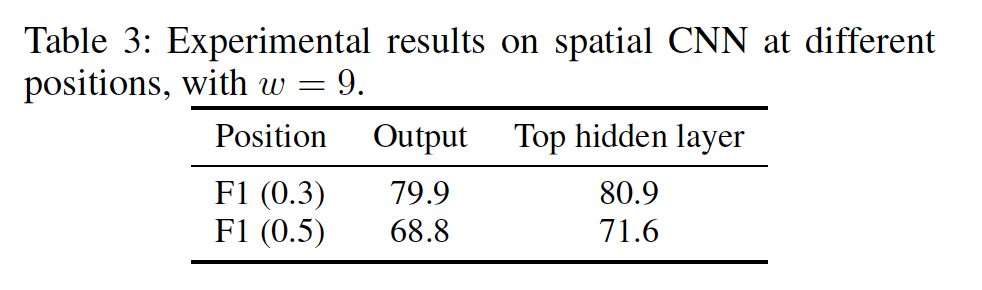 Table 3: Experimental results on spatial CNN at different
positions, with w = 9.
Position Output Top hidden layer
F1 (0.3) 79.9 80.9
F1 (0.5) 68.8 71.6